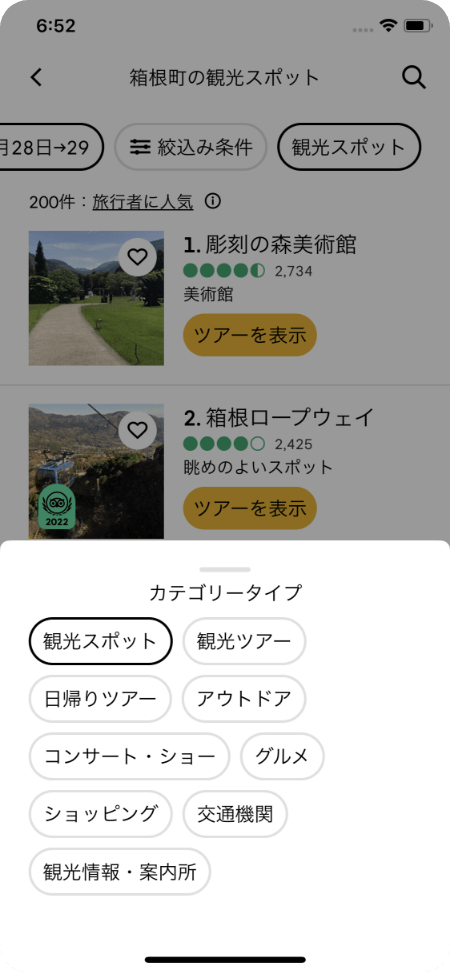 6:52
箱根町の観光スポット
月28日→29
絞込み条件
観光スポット
200件：旅行者に人気
1. 彫刻の森美術館
2,734
美術館
ツアーを表示
2. 箱根ロープウェイ
2,425
眺めのよいスポット
ツアーを表示
2022
カテゴリータイプ
観光スポット
観光ツアー
日帰りツアー
アウトドア
コンサート・ショー
グルメ
ショッピング
交通機関
観光情報・案内所